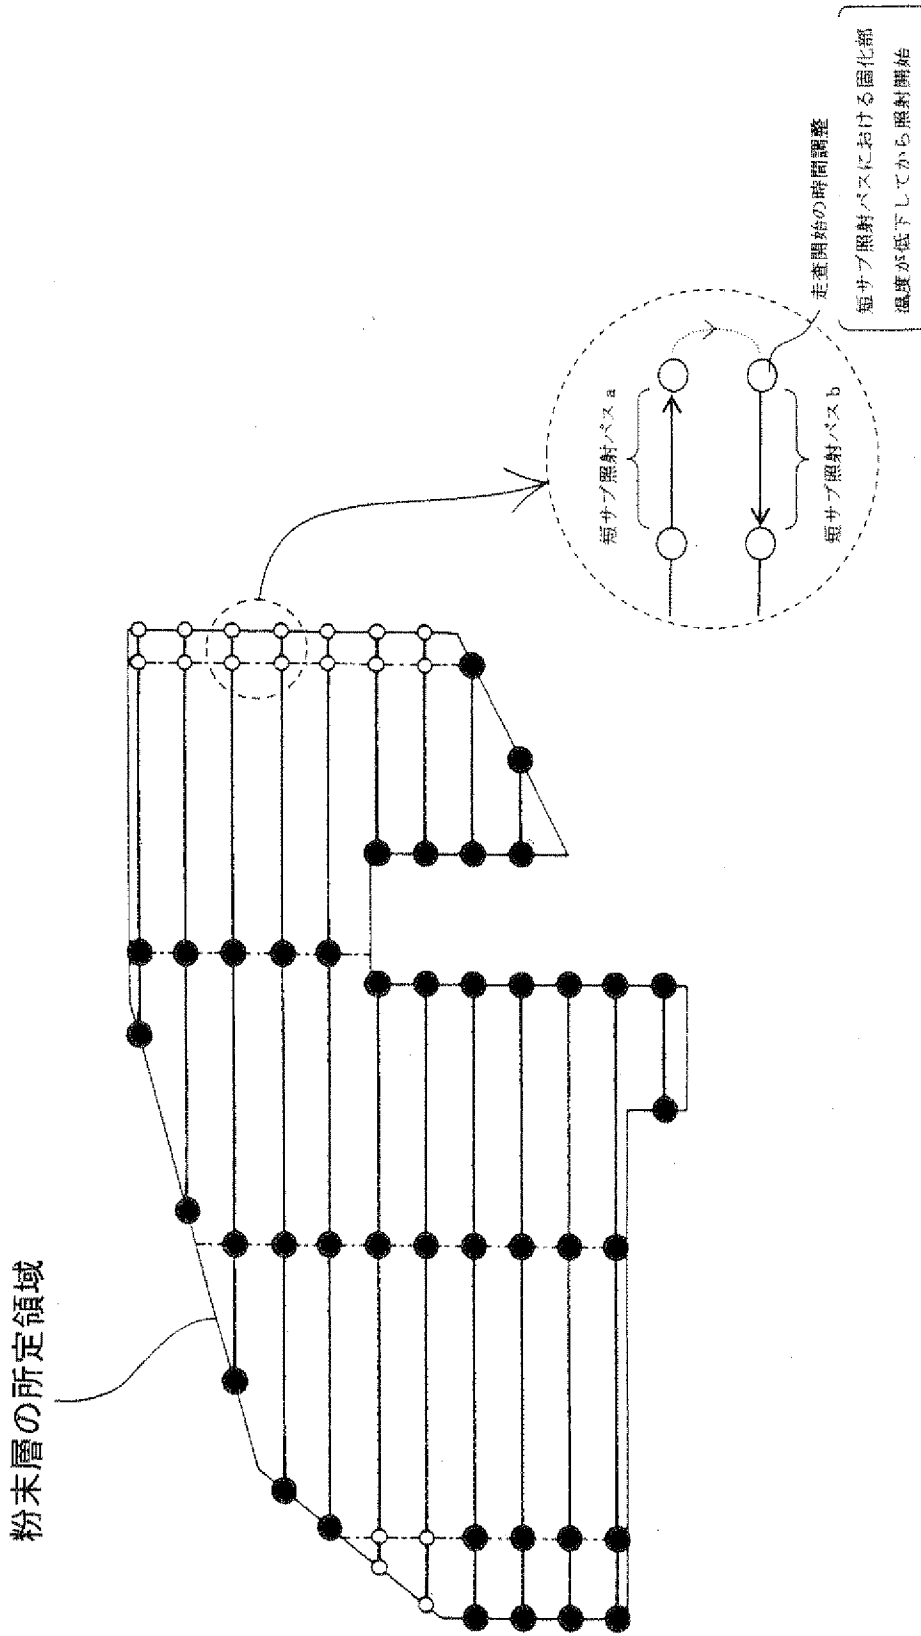 粉末層の所定領域
短サブ照射パスa
短サブ照射パスb
走査開始の時間調整
短サブ照射パスにおける固化部
温度が低下してから照射開始